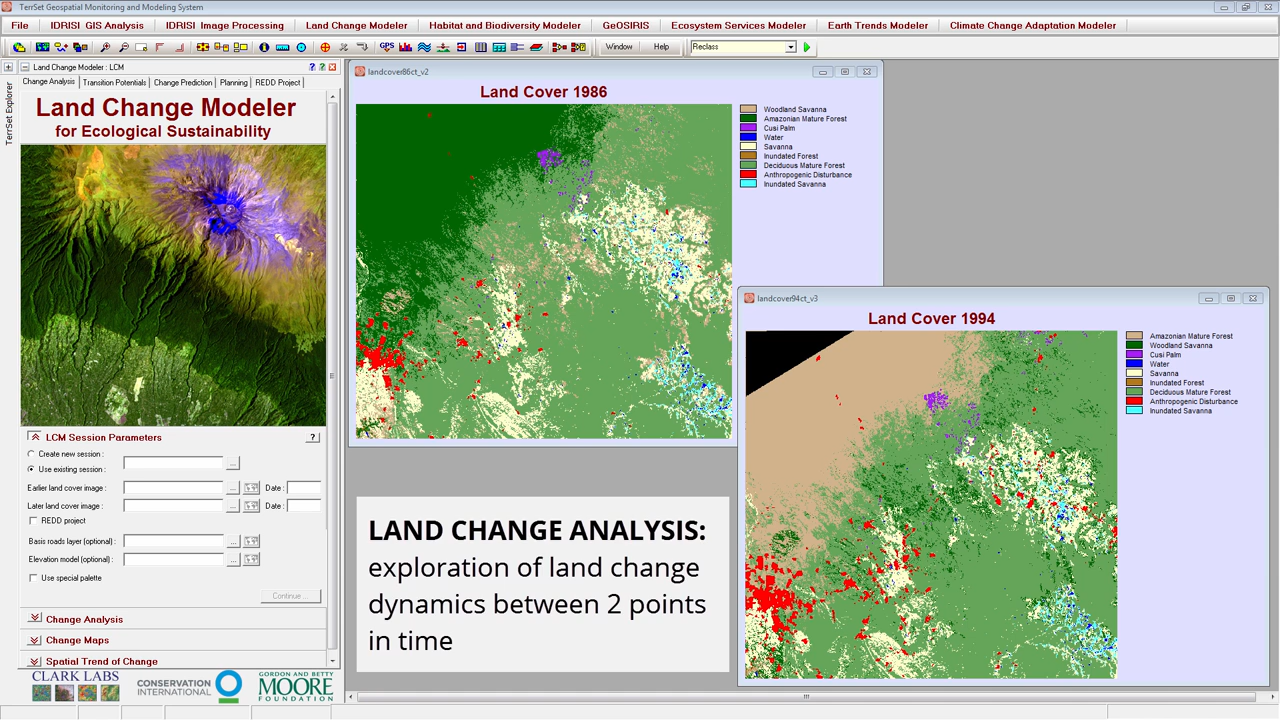 TerrSet Geospatial Monitoring and Modeling System
File IDRISI GIS Analysis IDRISI Image Processing Land Change Modeler Habitat and Biodiversity Modeler GeOSIRIS Ecosystem Services Modeler Earth Trends Modeler Climate Change Adaptation Modeler
GPS Window Help Reclass
TerrSet Explorer
Land Change Modeler : LCM
Change Analysis Transition Potentials Change Prediction Planning REDD Project
Land Change Modeler
for Ecological Sustainability
LCM Session Parameters ?
Create new session :
Use existing session : ...
Earlier land cover image : ... Date :
Later land cover image : ... Date :
REDD project
Basis roads layer (optional) : ...
Elevation model (optional) : ...
Use special palette
Continue ...
Change Analysis
Change Maps
Spatial Trend of Change
CLARK LABS
CONSERVATION
INTERNATIONAL
GORDON AND BETTY
MOORE
FOUNDATION
landcover86ct_v2
Land Cover 1986
Woodland Savanna
Amazonian Mature Forest
Cusi Palm
Water
Savanna
Inundated Forest
Deciduous Mature Forest
Anthropogenic Disturbance
Inundated Savanna
LAND CHANGE ANALYSIS:
exploration of land change
dynamics between 2 points
in time
landcover94ct_v3
Land Cover 1994
Amazonian Mature Forest
Woodland Savanna
Cusi Palm
Water
Savanna
Inundated Forest
Deciduous Mature Forest
Anthropogenic Disturbance
Inundated Savanna